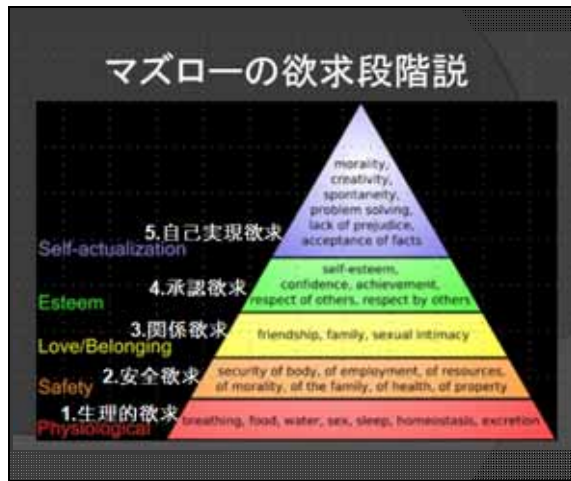 マズローの欲求段階説
morality,
creativity,
spontaneity,
problem solving,
lack of prejudice,
acceptance of facts
5.自己実現欲求
Self-actualization
self-esteem,
confidence, achievement,
respect of others, respect by others
4.承認欲求
Esteem
friendship, family, sexual intimacy
3.関係欲求
Love/Belonging
security of body, of employment, of resources,
of morality, of the family, of health, of property
2.安全欲求
Safety
breathing, food, water, sex, sleep, homeostasis, excretion
1.生理的欲求
Physiological